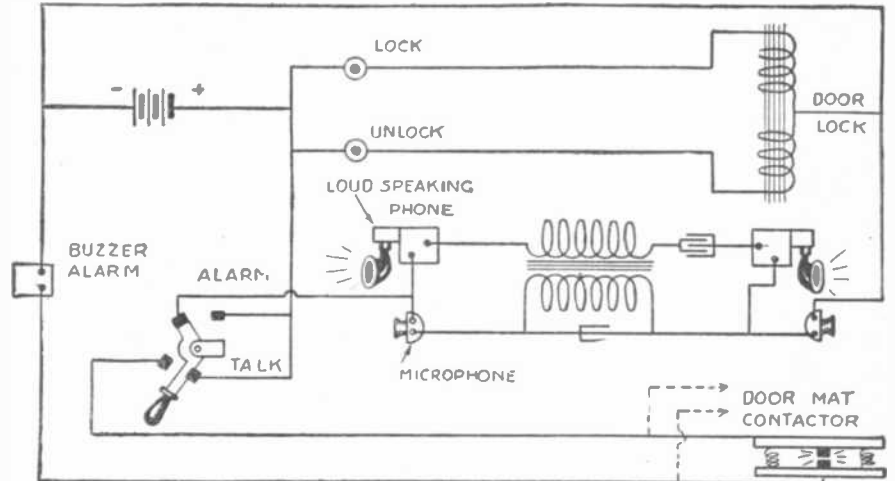 LOCK
- +
DOOR
LOCK
UNLOCK
LOUD SPEAKING
PHONE
BUZZER
ALARM
ALARM
TALK
MICROPHONE
DOOR MAT
CONTACTOR